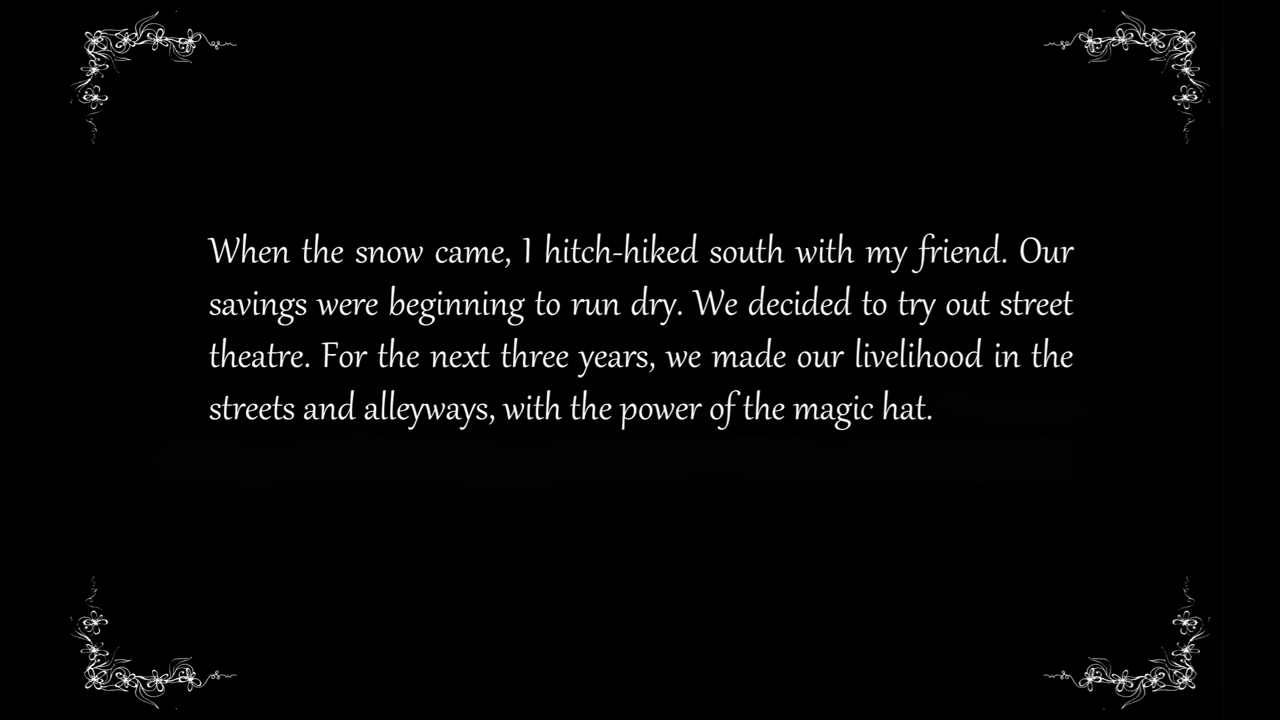 When the snow came, I hitch-hiked south with my friend. Our
savings were beginning to run dry. We decided to try out street
theatre. For the next three years, we made our livelihood in the
streets and alleyways, with the power of the magic hat.